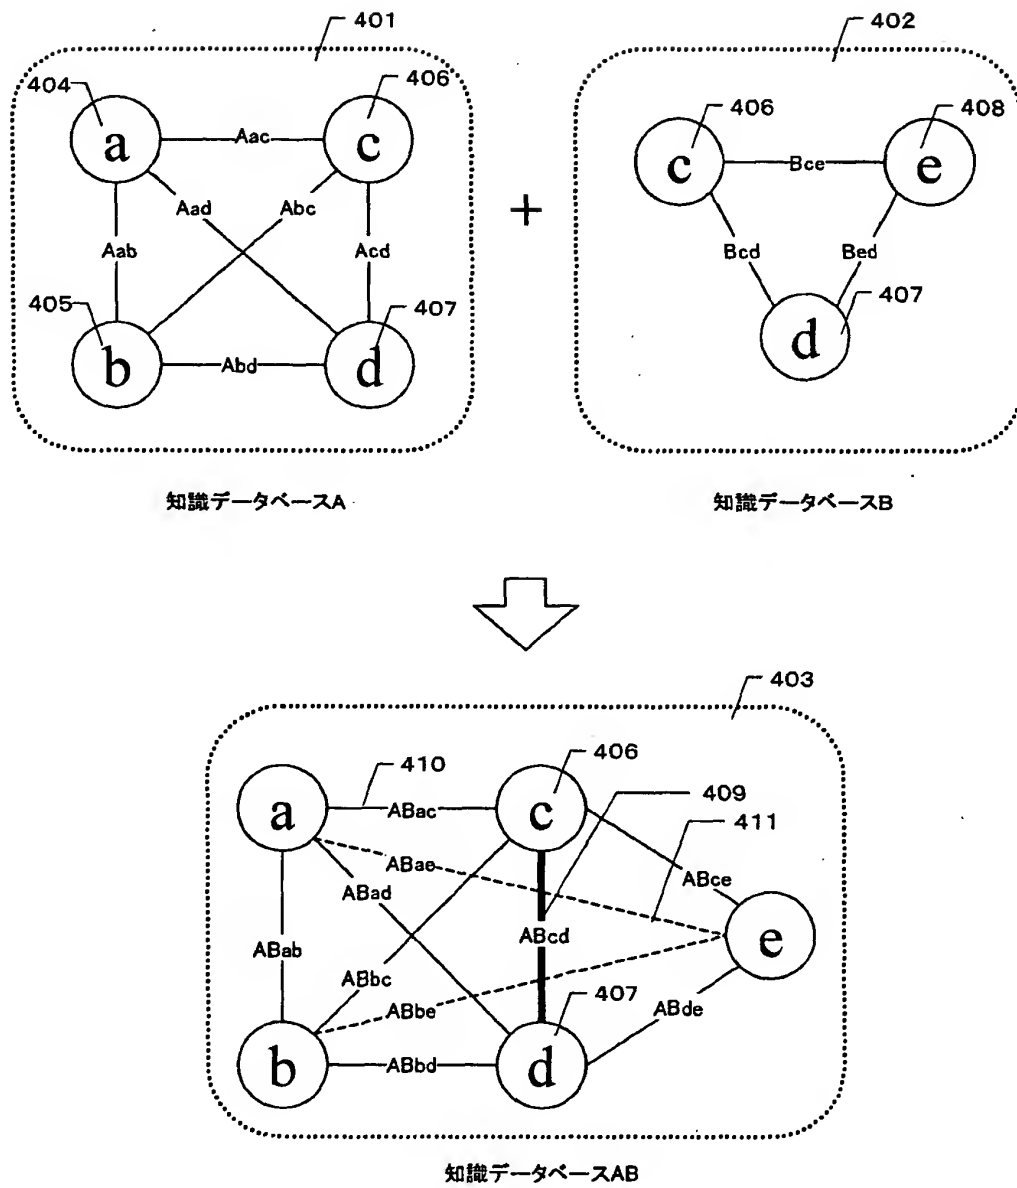 401
402
404
406
a
Aac
c
Aad
Abc
Aab
Acd
405
407
b
Abd
d
+
406
408
c
Bce
e
Bcd
Bed
407
d
知識データベースA
知識データベースB
403
410
406
409
411
a
ABac
c
ABae
ABad
ABce
ABab
ABcd
e
ABbc
ABbe
407
ABde
b
ABbd
d
知識データベースAB